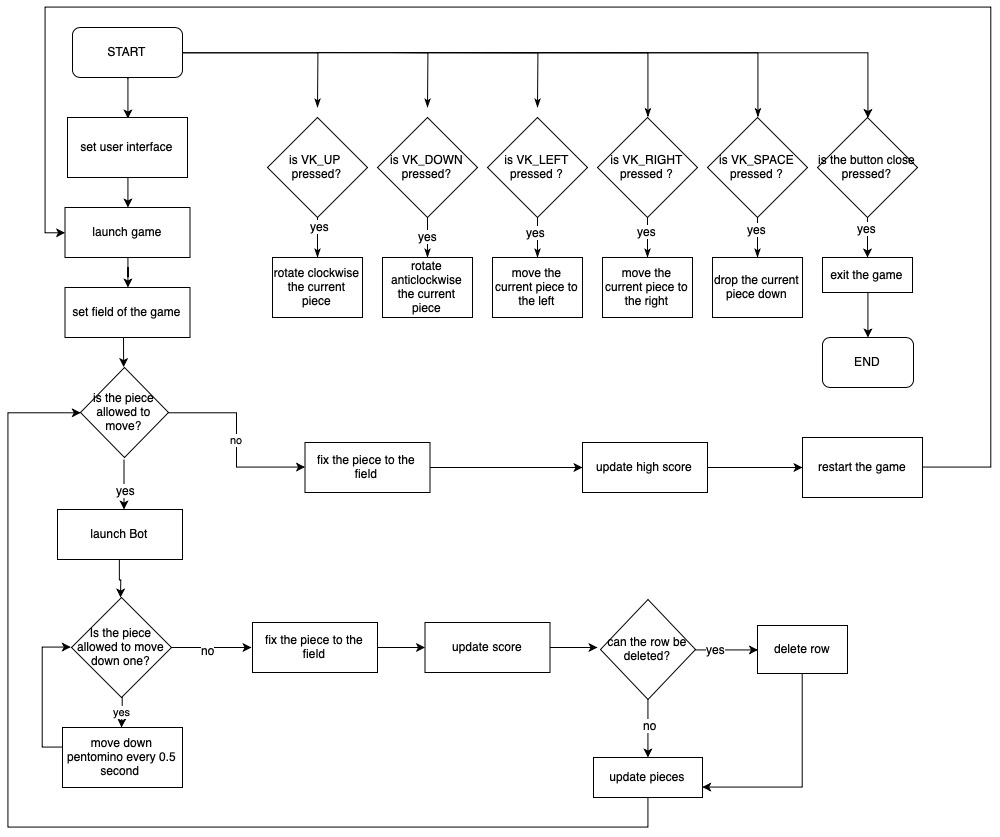 START
set user interface
launch game
set field of the game
is VK_UP
pressed?
is VK_DOWN
pressed?
is VK_LEFT
pressed ?
is VK_RIGHT
pressed ?
is VK_SPACE
pressed ?
is the button close
pressed?
yes
yes
yes
yes
yes
yes
rotate clockwise
the current
piece
rotate
anticlockwise
the current
piece
move the
current piece to
the left
move the
current piece to
the right
drop the current
piece down
exit the game
END
is the piece
allowed to
move?
no
fix the piece to the
field
update high score
restart the game
yes
launch Bot
Is the piece
allowed to move
down one?
no
fix the piece to the
field
update score
can the row be
deleted?
yes
delete row
yes
move down
pentomino every 0.5
second
no
update pieces